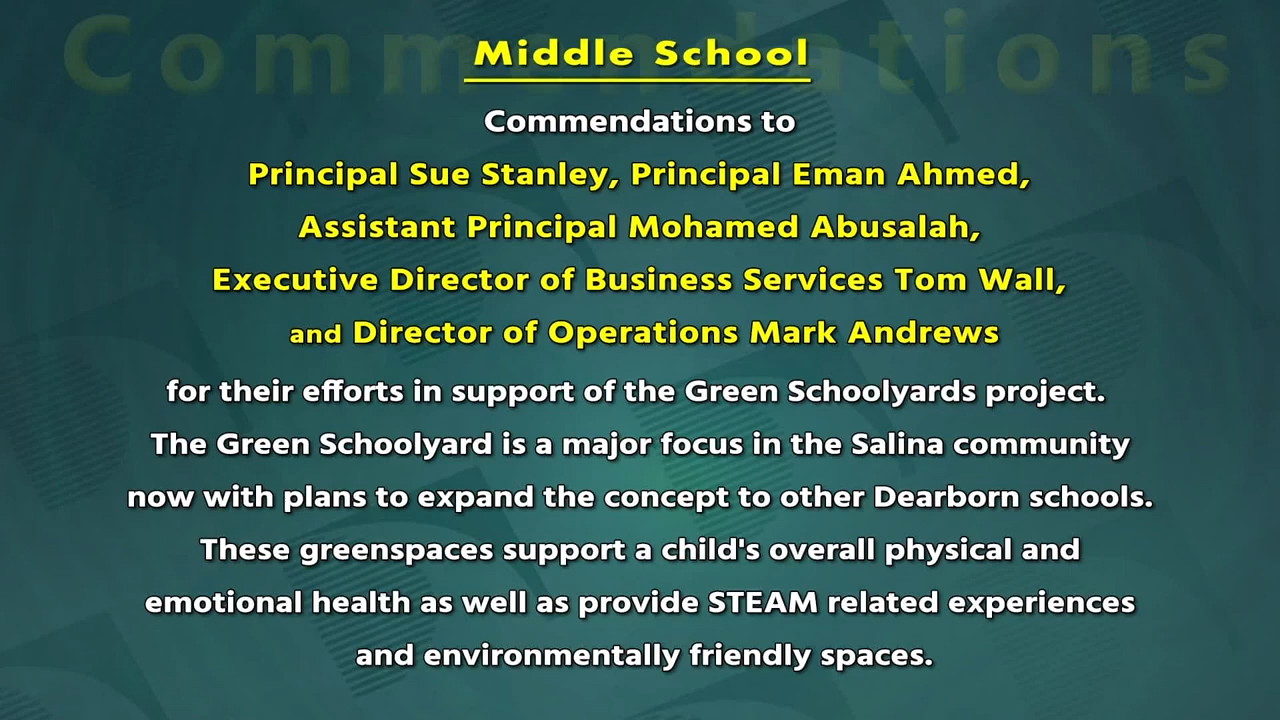 Commendations
Middle School
Commendations to
Principal Sue Stanley, Principal Eman Ahmed,
Assistant Principal Mohamed Abusalah,
Executive Director of Business Services Tom Wall,
and Director of Operations Mark Andrews
for their efforts in support of the Green Schoolyards project.
The Green Schoolyard is a major focus in the Salina community
now with plans to expand the concept to other Dearborn schools.
These greenspaces support a child's overall physical and
emotional health as well as provide STEAM related experiences
and environmentally friendly spaces.